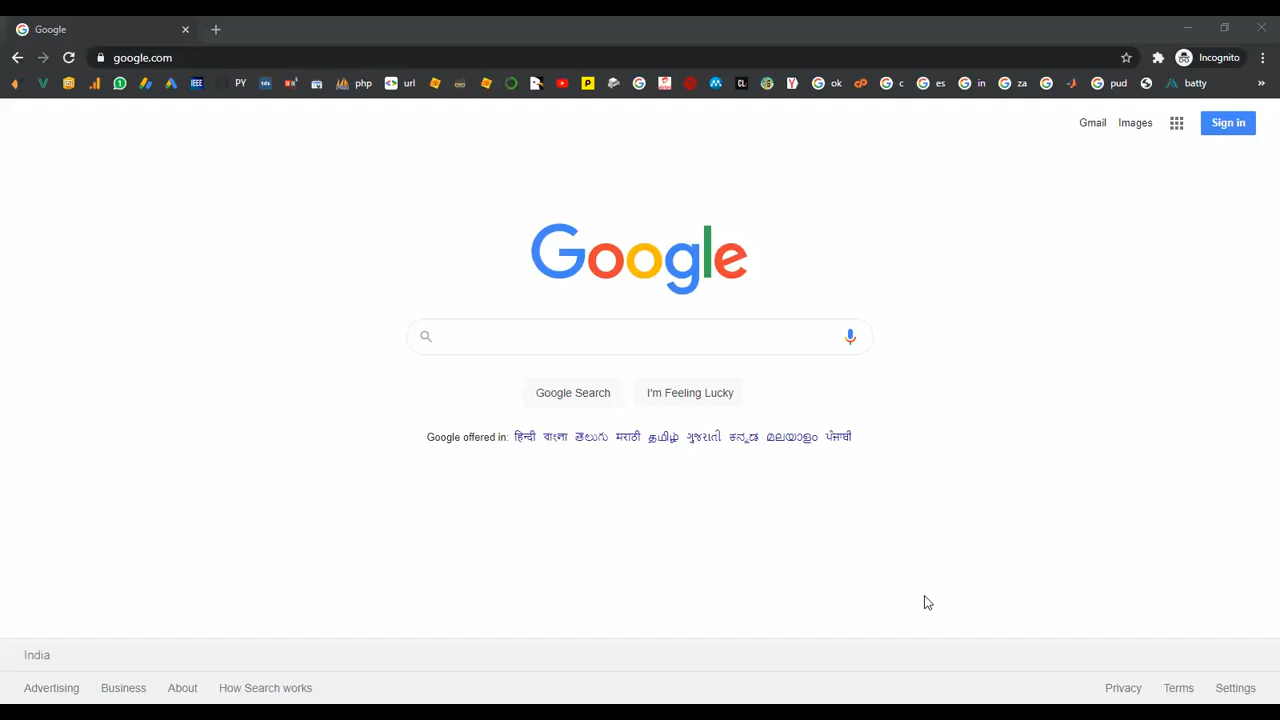 Google
google.com
Incognito
PY php url ok c es in za pud batty
Gmail Images Sign in
Google
Google Search I'm Feeling Lucky
Google offered in: हिन्दी বাংলা తెలుగు मराठी தமிழ் ગુજરાતી ಕನ್ನಡ മലയാളം ਪੰਜਾਬੀ
India
Advertising Business About How Search works Privacy Terms Settings